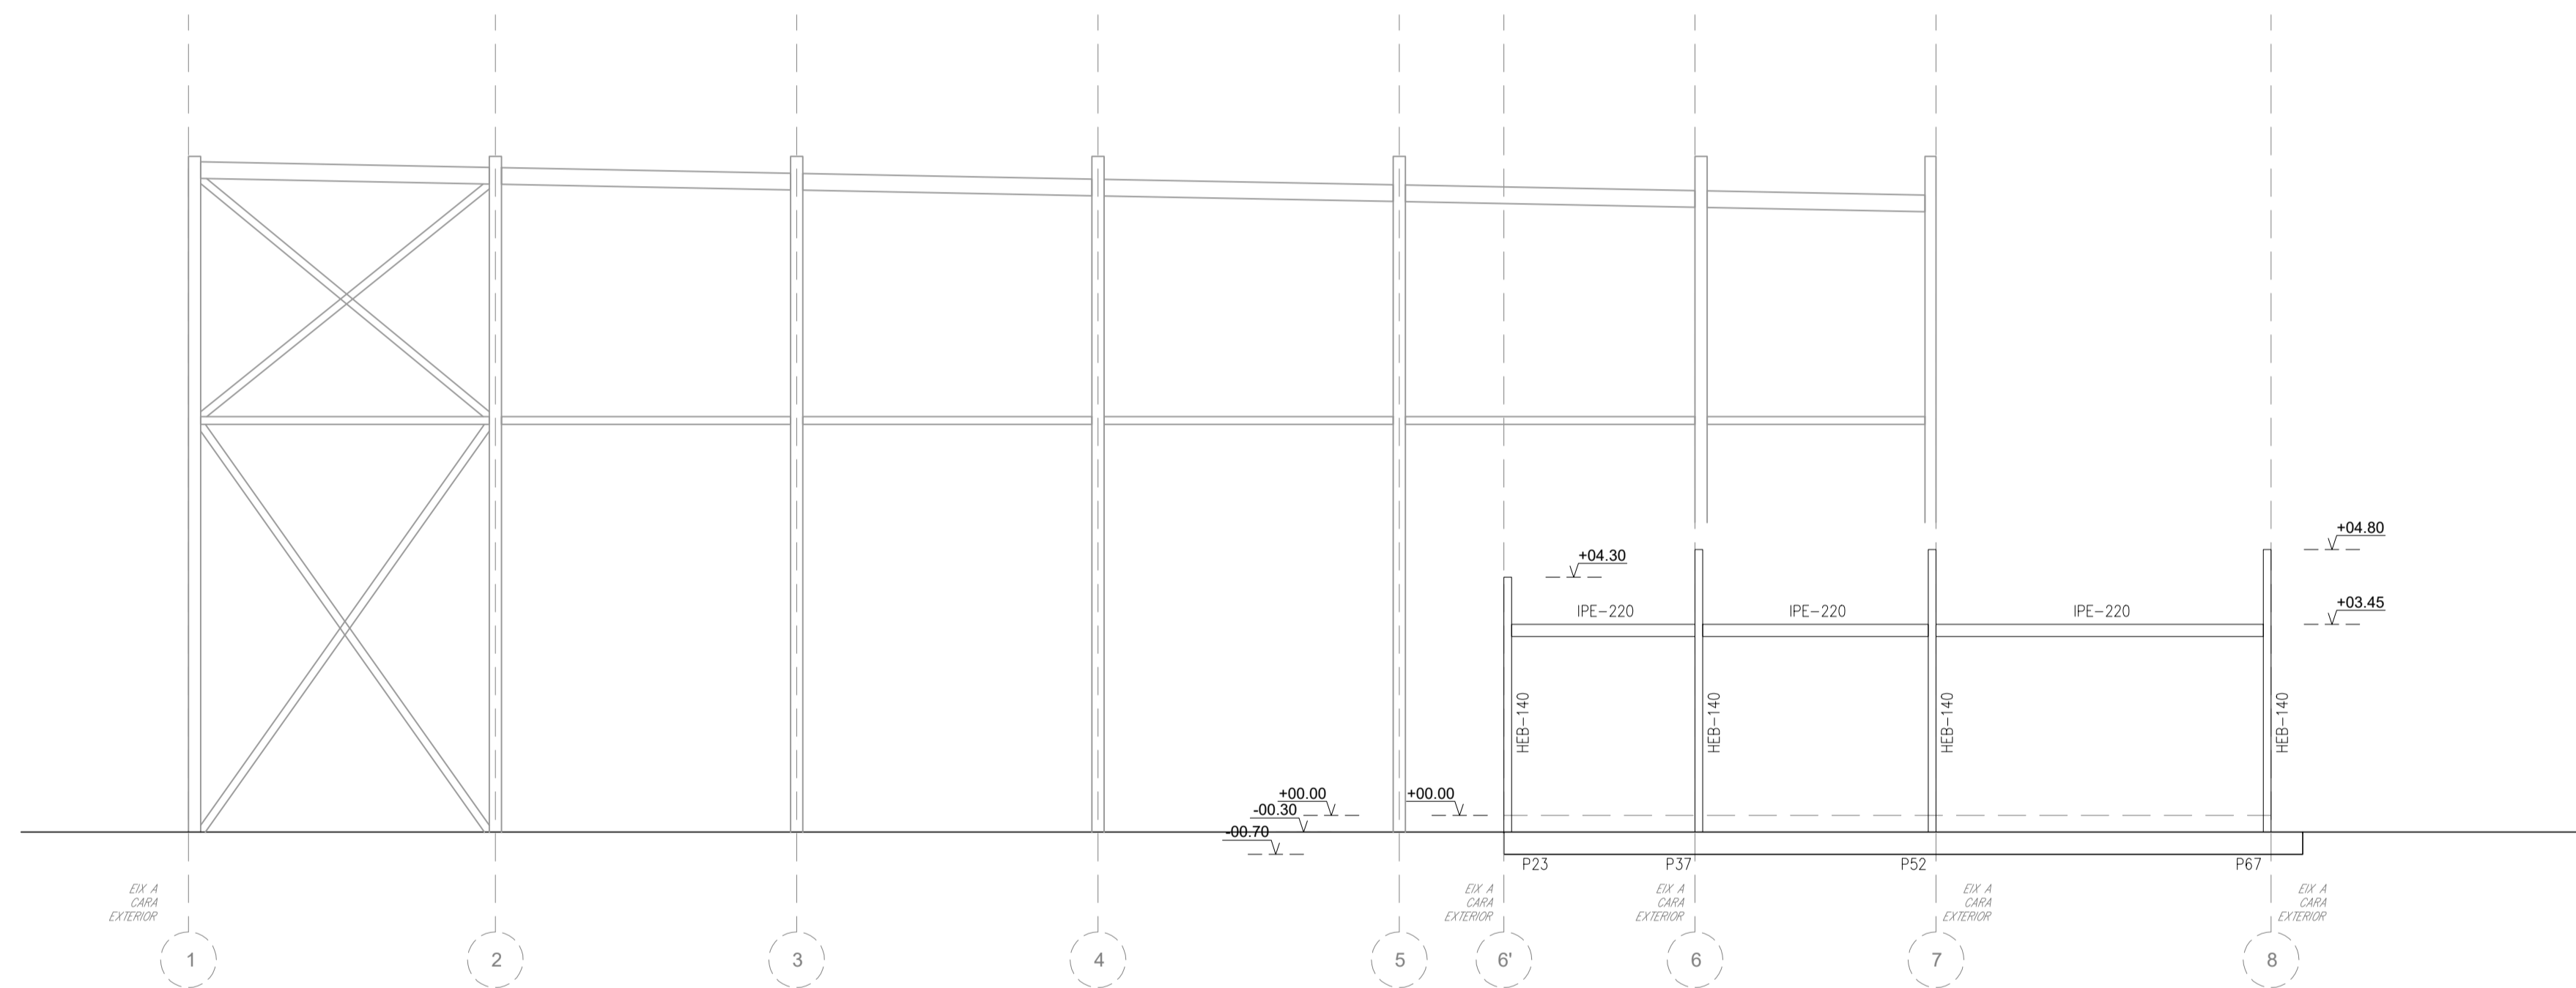 +04.80
+04.30
+03.45
IPE-220
IPE-220
IPE-220
HEB-140
HEB-140
HEB-140
HEB-140
+00.00
+00.00
-00.30
-00.70
P23
P37
P52
P67
EIX A
CARA
EXTERIOR
EIX A
CARA
EXTERIOR
EIX A
CARA
EXTERIOR
EIX A
CARA
EXTERIOR
EIX A
CARA
EXTERIOR
1
2
3
4
5
6'
6
7
8